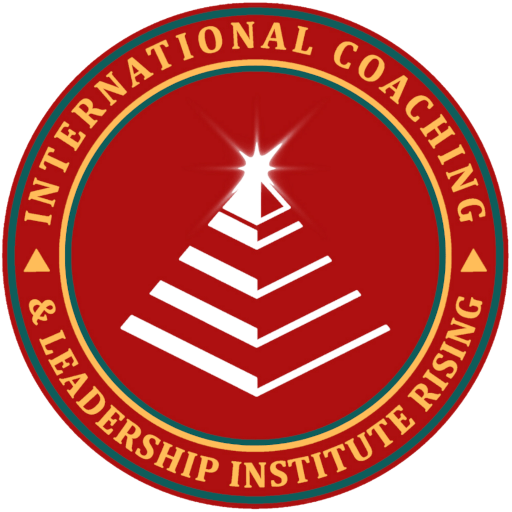 INTERNATIONAL COACHING
& LEADERSHIP INSTITUTE RISING